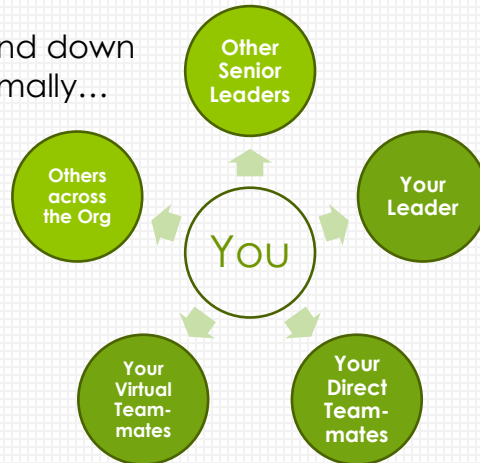 nd down
mally…
Other
Senior
Leaders
Others
across
the Org
Your
Leader
You
Your
Virtual
Team-
mates
Your
Direct
Team-
mates